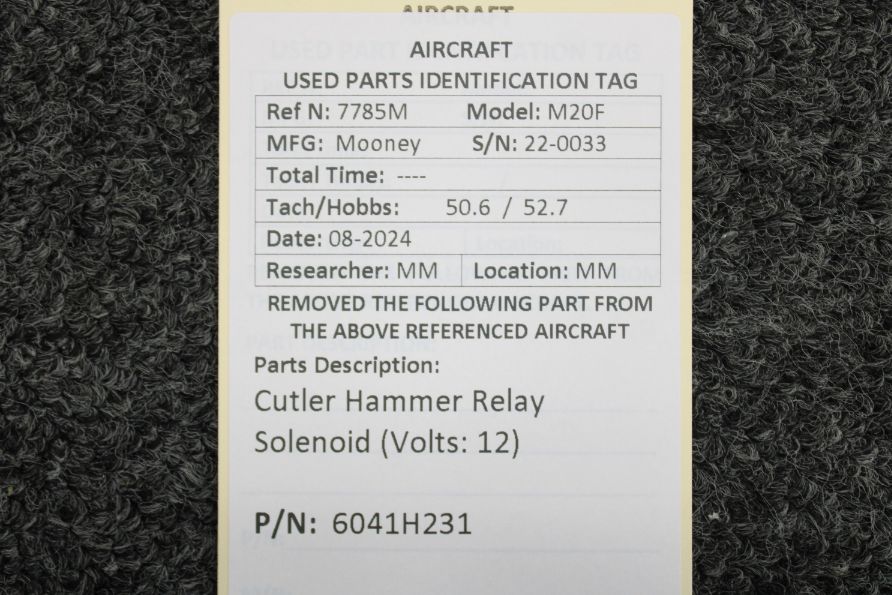 AIRCRAFT
AIRCRAFT
USED PARTS IDENTIFICATION TAG
Ref N: 7785M Model: M20F
MFG: Mooney S/N: 22-0033
Total Time: ----
Tach/Hobbs: 50.6 / 52.7
Date: 08-2024
Researcher: MM Location: MM
REMOVED THE FOLLOWING PART FROM
THE ABOVE REFERENCED AIRCRAFT
Parts Description:
Cutler Hammer Relay
Solenoid (Volts: 12)
P/N: 6041H231